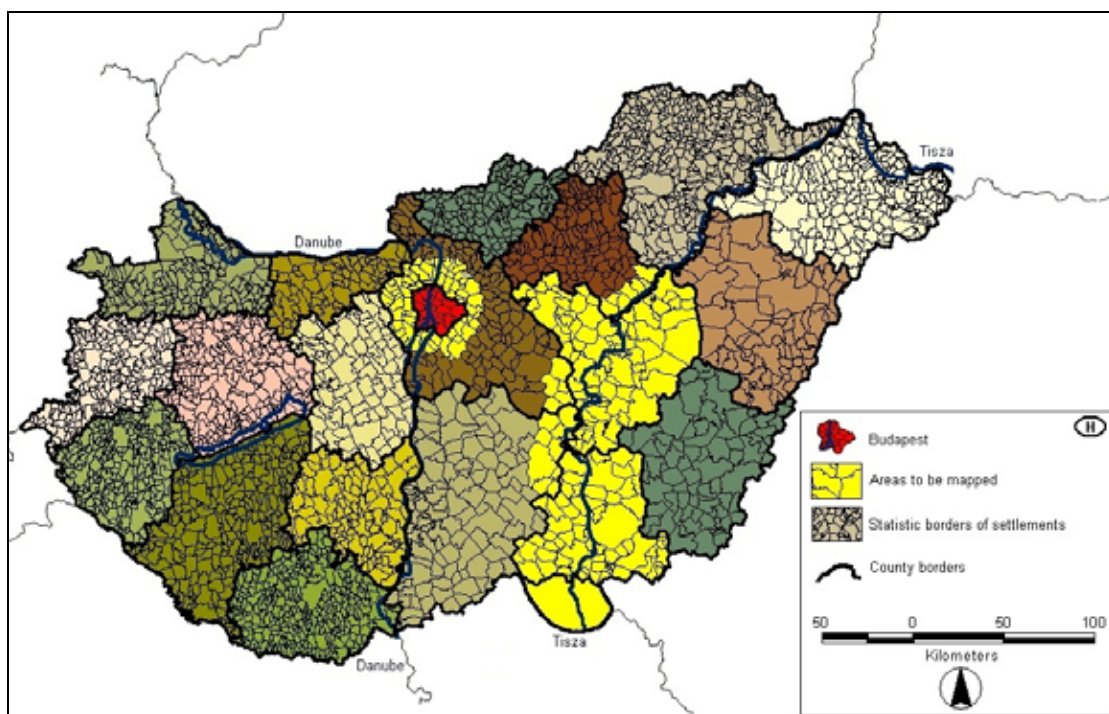 Tisza
Danube
Tisza
Danube
H
Budapest
Areas to be mapped
Statistic borders of settlements
County borders
50 0 50 100
Kilometers